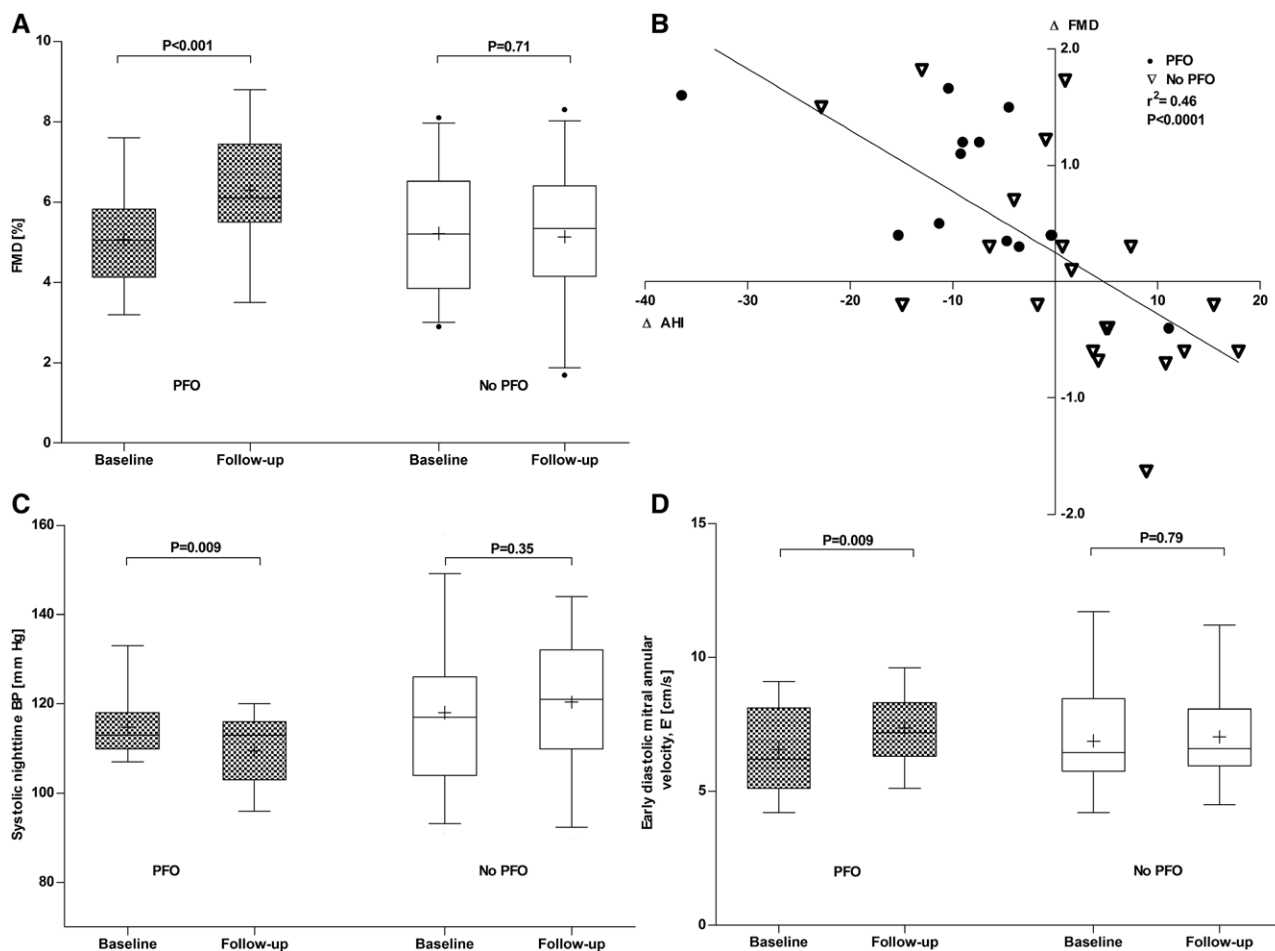 A
P<0.001
P=0.71
10
8
6
4
2
0
FMD [%]
PFO
No PFO
Baseline
Follow-up
Baseline
Follow-up
B
Δ FMD
2.0
PFO
No PFO
r²= 0.46
P<0.0001
1.0
-40
-30
-20
-10
0
10
20
Δ AHI
-1.0
-2.0
C
P=0.009
P=0.35
160
140
120
100
80
Systolic nighttime BP [mm Hg]
PFO
No PFO
Baseline
Follow-up
Baseline
Follow-up
D
P=0.009
P=0.79
15
10
5
0
Early diastolic mitral annular
velocity, E' [cm/s]
PFO
No PFO
Baseline
Follow-up
Baseline
Follow-up